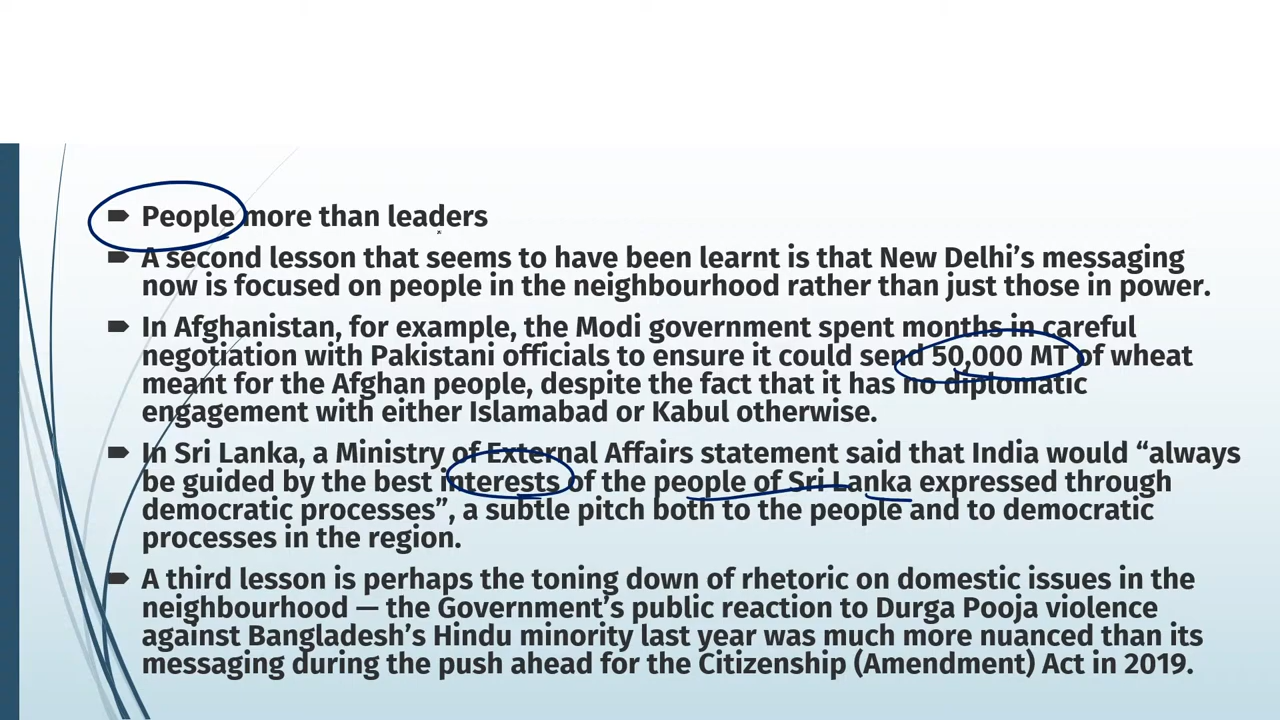 People more than leaders
A second lesson that seems to have been learnt is that New Delhi’s messaging
now is focused on people in the neighbourhood rather than just those in power.
In Afghanistan, for example, the Modi government spent months in careful
negotiation with Pakistani officials to ensure it could send 50,000 MT of wheat
meant for the Afghan people, despite the fact that it has no diplomatic
engagement with either Islamabad or Kabul otherwise.
In Sri Lanka, a Ministry of External Affairs statement said that India would “always
be guided by the best interests of the people of Sri Lanka expressed through
democratic processes”, a subtle pitch both to the people and to democratic
processes in the region.
A third lesson is perhaps the toning down of rhetoric on domestic issues in the
neighbourhood — the Government’s public reaction to Durga Pooja violence
against Bangladesh’s Hindu minority last year was much more nuanced than its
messaging during the push ahead for the Citizenship (Amendment) Act in 2019.